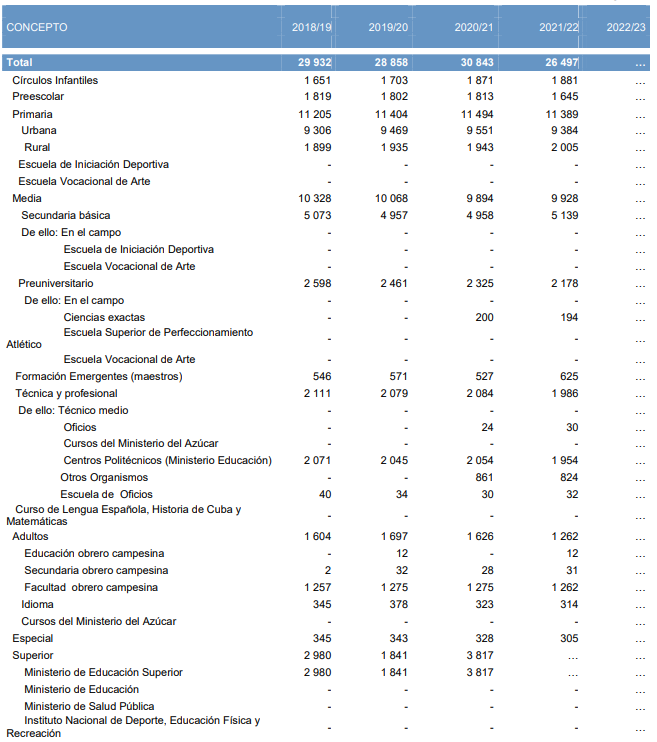 CONCEPTO 2018/19 2019/20 2020/21 2021/22 2022/23
Total 29 932 28 858 30 843 26 497 ...
Círculos Infantiles 1 651 1 703 1 871 1 881 ...
Preescolar 1 819 1 802 1 813 1 645 ...
Primaria 11 205 11 404 11 494 11 389 ...
Urbana 9 306 9 469 9 551 9 384 ...
Rural 1 899 1 935 1 943 2 005 ...
Escuela de Iniciación Deportiva - - - - ...
Escuela Vocacional de Arte - - - - ...
Media 10 328 10 068 9 894 9 928 ...
Secundaria básica 5 073 4 957 4 958 5 139 ...
De ello: En el campo - - - - ...
Escuela de Iniciación Deportiva - - - - ...
Escuela Vocacional de Arte - - - - ...
Preuniversitario 2 598 2 461 2 325 2 178 ...
De ello: En el campo - - - - ...
Ciencias exactas - - 200 194 ...
Escuela Superior de Perfeccionamiento
Atlético - - - - ...
Escuela Vocacional de Arte - - - - ...
Formación Emergentes (maestros) 546 571 527 625 ...
Técnica y profesional 2 111 2 079 2 084 1 986 ...
De ello: Técnico medio - - - - ...
Oficios - - 24 30 ...
Cursos del Ministerio del Azúcar - - - - ...
Centros Politécnicos (Ministerio Educación) 2 071 2 045 2 054 1 954 ...
Otros Organismos - - 861 824 ...
Escuela de Oficios 40 34 30 32 ...
Curso de Lengua Española, Historia de Cuba y
Matemáticas - - - - ...
Adultos 1 604 1 697 1 626 1 262 ...
Educación obrero campesina - 12 - 12 ...
Secundaria obrero campesina 2 32 28 31 ...
Facultad obrero campesina 1 257 1 275 1 275 1 262 ...
Idioma 345 378 323 314 ...
Cursos del Ministerio del Azúcar - - - - ...
Especial 345 343 328 305 ...
Superior 2 980 1 841 3 817 ... ...
Ministerio de Educación Superior 2 980 1 841 3 817 ... ...
Ministerio de Educación - - - - ...
Ministerio de Salud Pública - - - - ...
Instituto Nacional de Deporte, Educación Física y
Recreación - - - - ...